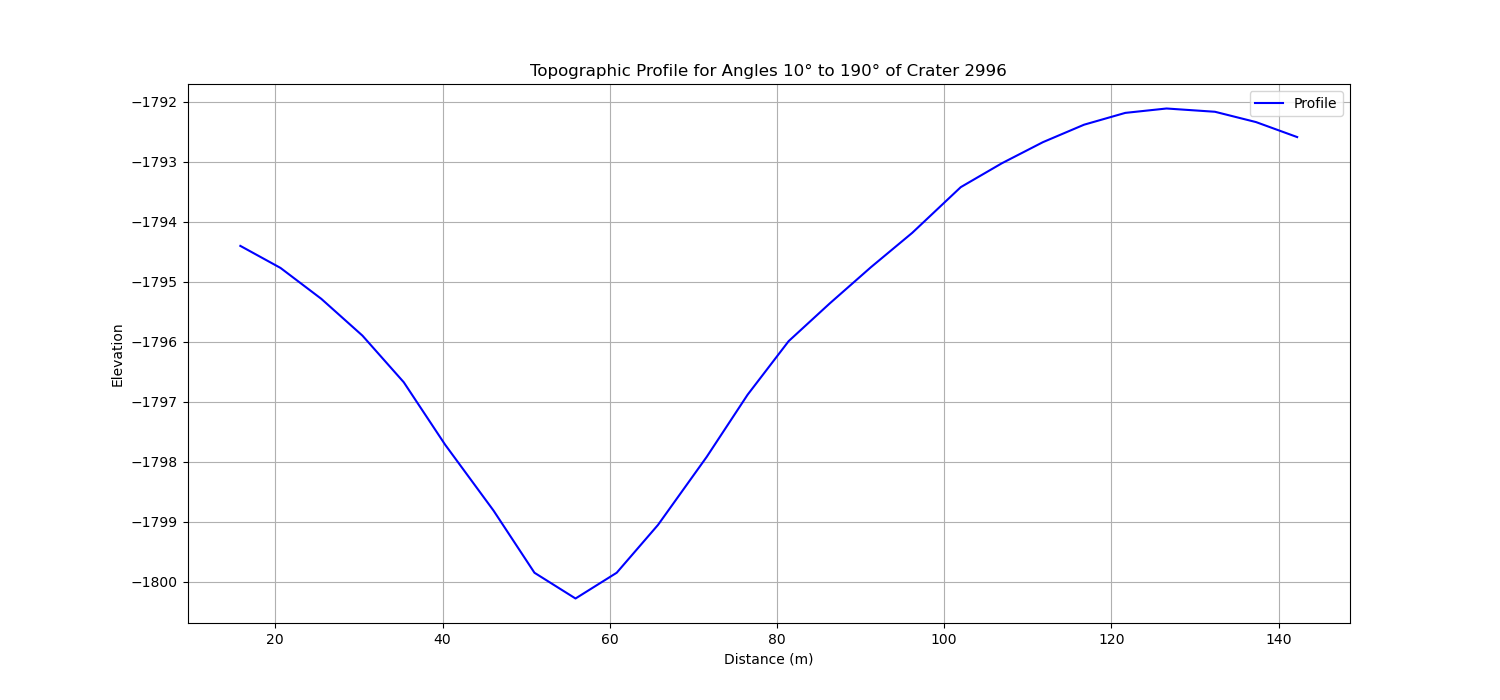 Topographic Profile for Angles 10° to 190° of Crater 2996
Profile
−1792
−1793
−1794
−1795
−1796
−1797
−1798
−1799
−1800
Elevation
20 40 60 80 100 120 140
Distance (m)